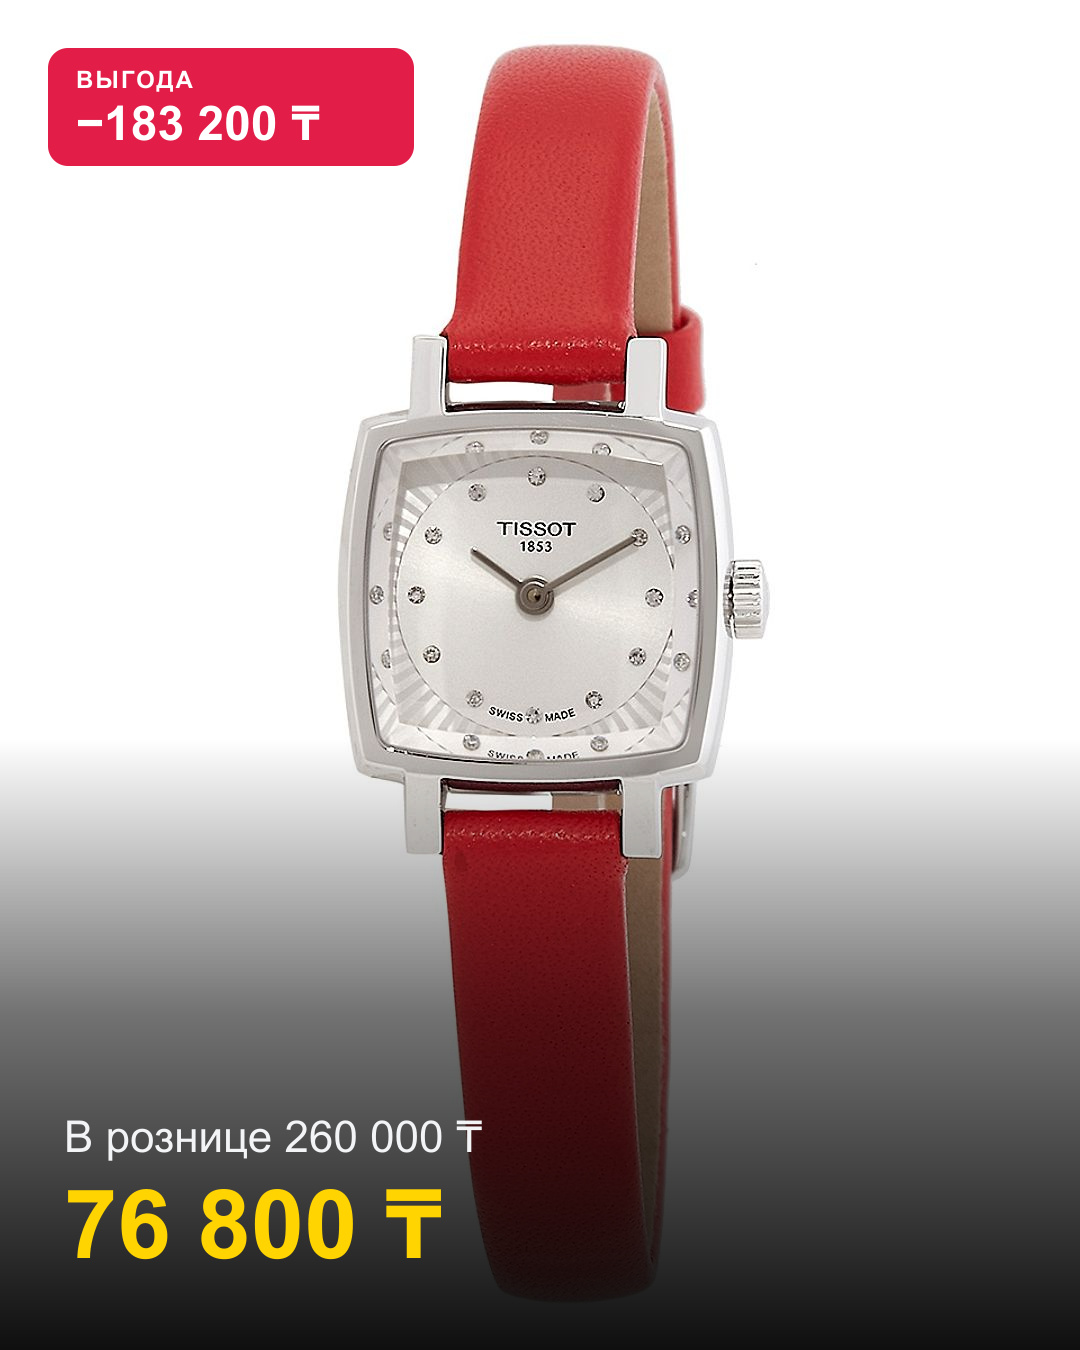 ВЫГОДА
−183 200 ₸
TISSOT
1853
SWISS MADE
В рознице 260 000 ₸
76 800 ₸